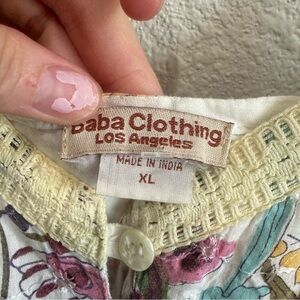 Baba Clothing
Los Angeles
MADE IN INDIA
XL